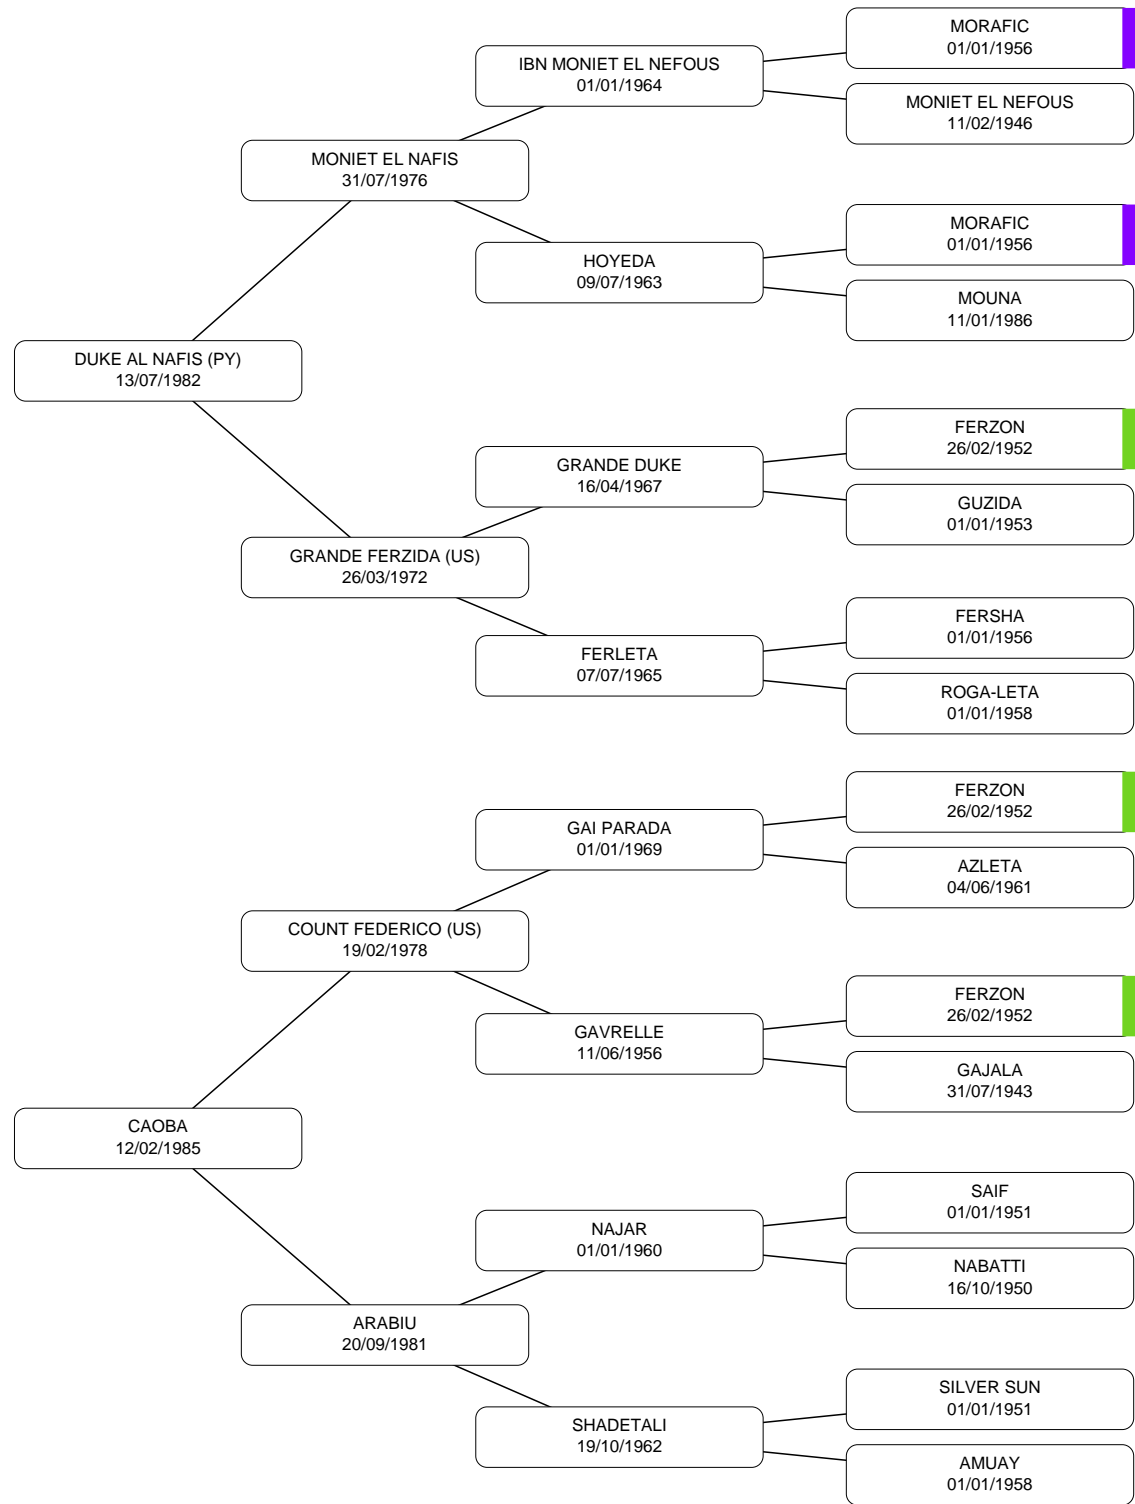 MORAFIC
01/01/1956
IBN MONIET EL NEFOUS
01/01/1964
MONIET EL NEFOUS
11/02/1946
MONIET EL NAFIS
31/07/1976
MORAFIC
01/01/1956
HOYEDA
09/07/1963
MOUNA
11/01/1986
DUKE AL NAFIS (PY)
13/07/1982
FERZON
26/02/1952
GRANDE DUKE
16/04/1967
GUZIDA
01/01/1953
GRANDE FERZIDA (US)
26/03/1972
FERSHA
01/01/1956
FERLETA
07/07/1965
ROGA-LETA
01/01/1958
FERZON
26/02/1952
GAI PARADA
01/01/1969
AZLETA
04/06/1961
COUNT FEDERICO (US)
19/02/1978
FERZON
26/02/1952
GAVRELLE
11/06/1956
GAJALA
31/07/1943
CAOBA
12/02/1985
SAIF
01/01/1951
NAJAR
01/01/1960
NABATTI
16/10/1950
ARABIU
20/09/1981
SILVER SUN
01/01/1951
SHADETALI
19/10/1962
AMUAY
01/01/1958